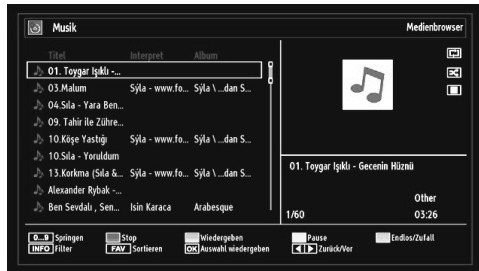 Musik Medienbrowser
Titel Interpret Album
01. Toygar Işıklı -...
03.Malum Sýla - www.fo... Sýla \ ...dan S...
04.Sıla - Yara Ben...
09. Tahir ile Zühre...
10.Köşe Yastığı Sýla - www.fo... Sýla \ ...dan S...
10.Sıla - Yoruldum
13.Korkma (Sıla &... Sýla - www.fo... Sýla \ ...dan S...
Alexander Rybak -...
Ben Sevdalı , Sen... Isin Karaca Arabesque
01. Toygar Işıklı - Gecenin Hüznü
Other
1/60 03:26
0...9 Springen Stop Wiedergeben Pause Endlos/Zufall
INFO Filter FAV Sortieren OK Auswahl wiedergeben Zurück/Vor